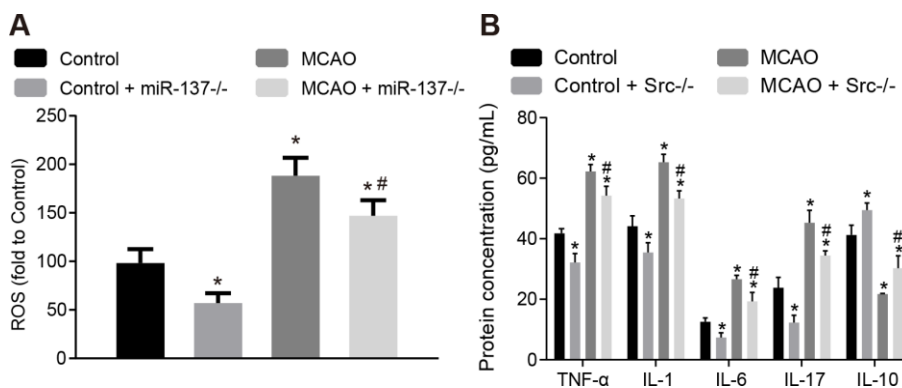 A
Control
MCAO
Control + miR-137-/-
MCAO + miR-137-/-
ROS (fold to Control)
250
200
150
100
50
0
*
*
* #
B
Control
MCAO
Control + Src-/-
MCAO + Src-/-
Protein concentration (pg/mL)
80
60
40
20
0
*
*
#
*
*
*
#
*
*
*
#
*
*
*
#
*
*
*
#
*
TNF-α IL-1 IL-6 IL-17 IL-10